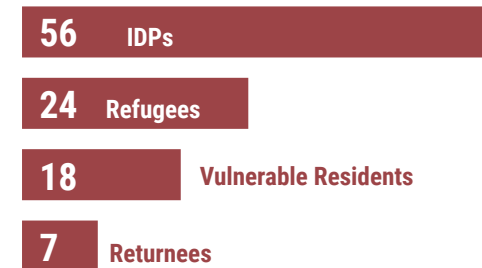 56 IDPs
24 Refugees
18 Vulnerable Residents
7 Returnees